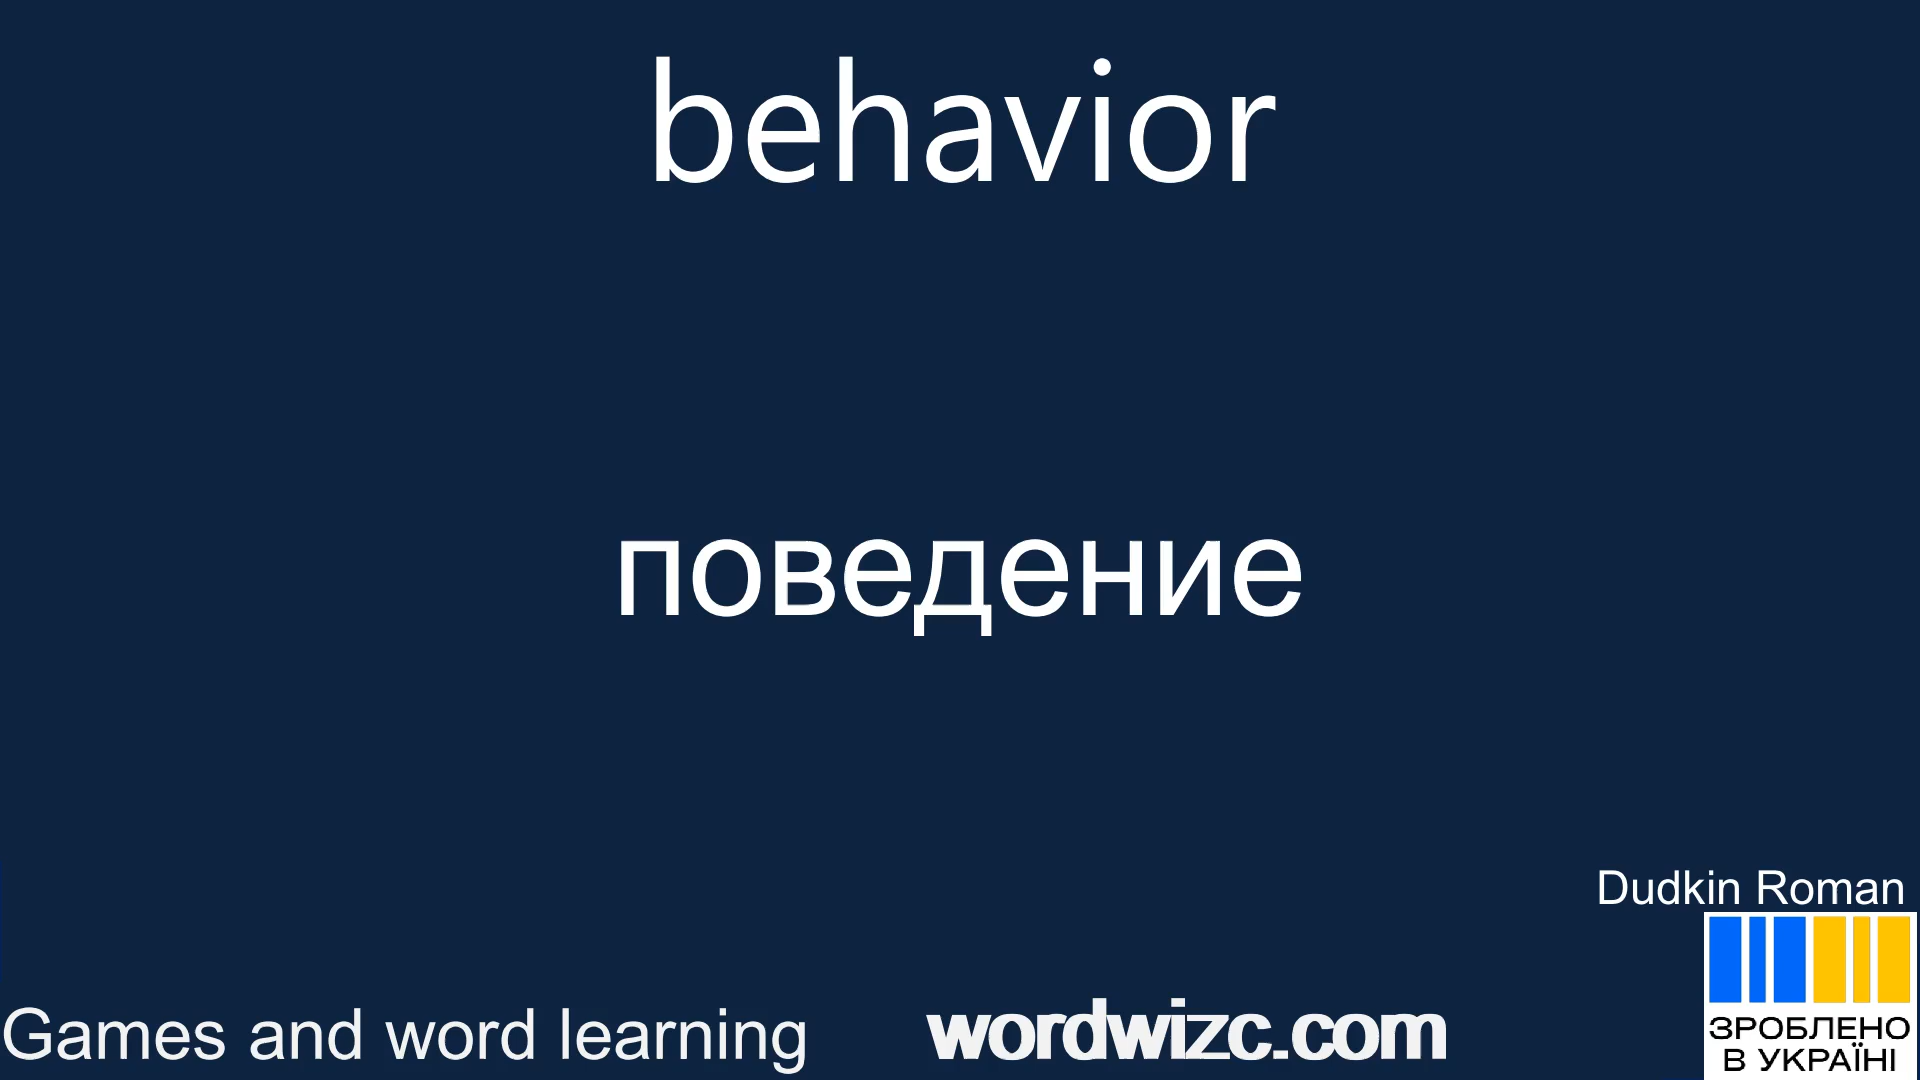 behavior
поведение
Dudkin Roman
Games and word learning
wordwizc.com
ЗРОБЛЕНО
В УКРАЇНІ